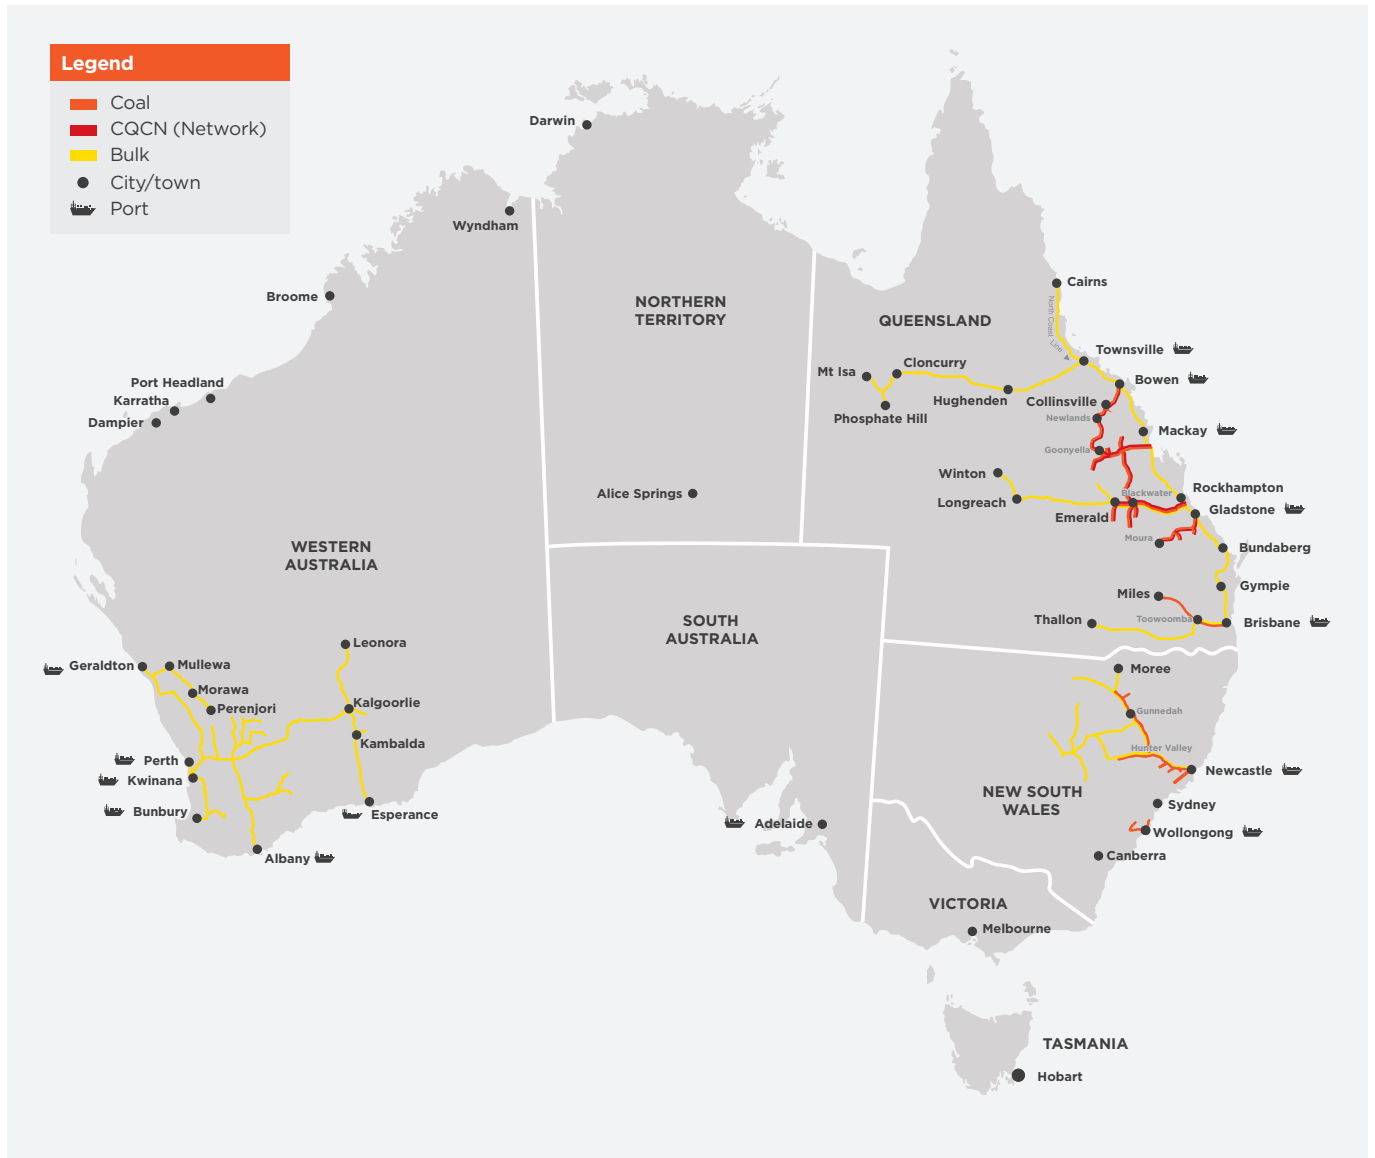 Legend
Coal
CQCN (Network)
Bulk
City/town
Port
Darwin
Wyndham
Broome
Port Headland
Karratha
Dampier
NORTHERN
TERRITORY
Alice Springs
WESTERN
AUSTRALIA
SOUTH
AUSTRALIA
QUEENSLAND
Cairns
North Coast Line
Townsville
Bowen
Cloncurry
Mt Isa
Hughenden
Phosphate Hill
Collinsville
Newlands
Mackay
Goonyella
Winton
Longreach
Blackwater
Emerald
Rockhampton
Gladstone
Moura
Bundaberg
Gympie
Miles
Thallon
Toowoomba
Brisbane
Leonora
Geraldton
Mullewa
Morawa
Perenjori
Kalgoorlie
Kambalda
Perth
Kwinana
Bunbury
Esperance
Albany
Adelaide
Moree
Gunnedah
Hunter Valley
Newcastle
NEW SOUTH
WALES
Sydney
Wollongong
Canberra
VICTORIA
Melbourne
TASMANIA
Hobart